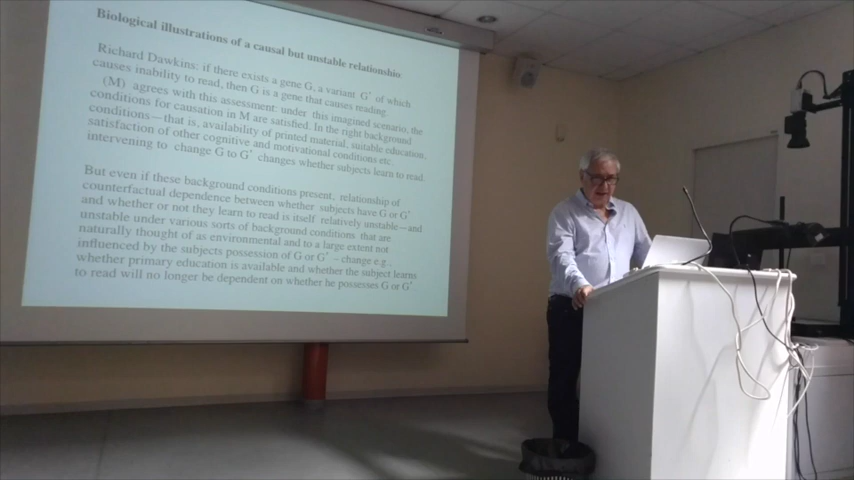 Biological illustrations of a causal but unstable relationship
Richard Dawkins: if there exists a gene G, a variant G' of which
causes inability to read, then G is a gene that causes reading.
(M) agrees with this assessment: under this imagined scenario, the
conditions for causation in M are satisfied. In the right background
conditions—that is, availability of printed material, suitable education,
satisfaction of other cognitive and motivational conditions etc.
intervening to change G to G' changes whether subjects learn to read.
But even if these background conditions present, relationship of
counterfactual dependence between whether subjects have G or G'
and whether or not they learn to read is itself relatively unstable—and
unstable under various sorts of background conditions that are
naturally thought of as environmental and to a large extent not
influenced by the subjects possession of G or G' – change e.g.,
whether primary education is available and whether the subject learns
to read will no longer be dependent on whether he possesses G or G'